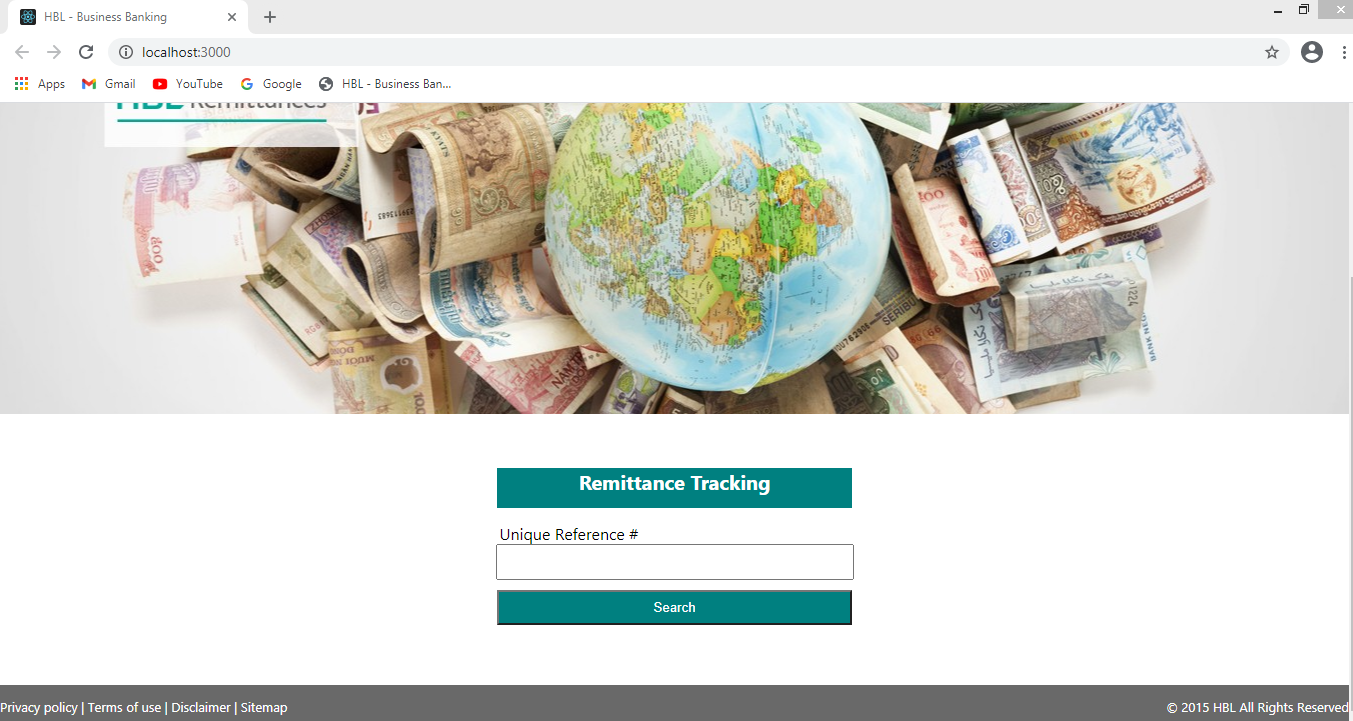 HBL - Business Banking
localhost:3000
Apps Gmail YouTube Google HBL - Business Ban...
HBL Remittances
Remittance Tracking
Unique Reference #
Search
Privacy policy | Terms of use | Disclaimer | Sitemap
© 2015 HBL All Rights Reserved